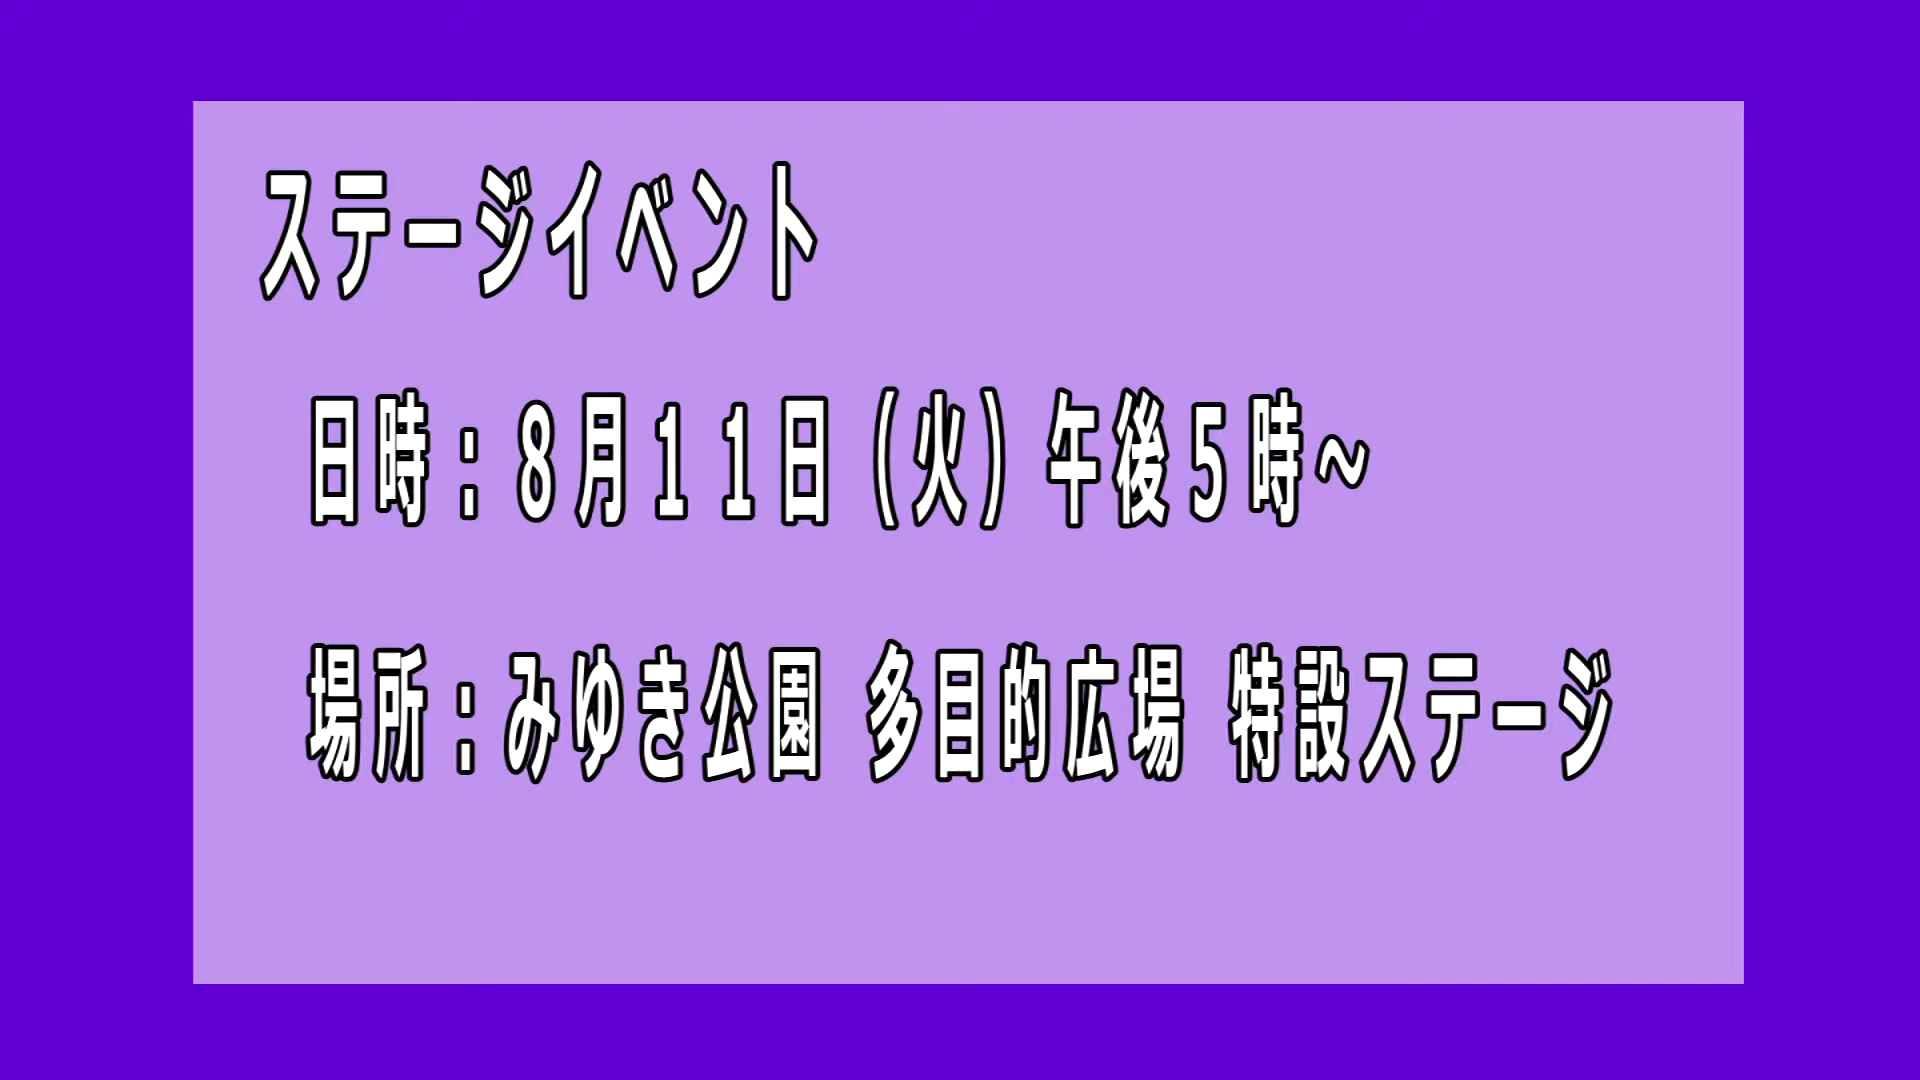 ステージイベント
日時：８月１１日（火）午後５時～
場所：みゆき公園 多目的広場 特設ステージ